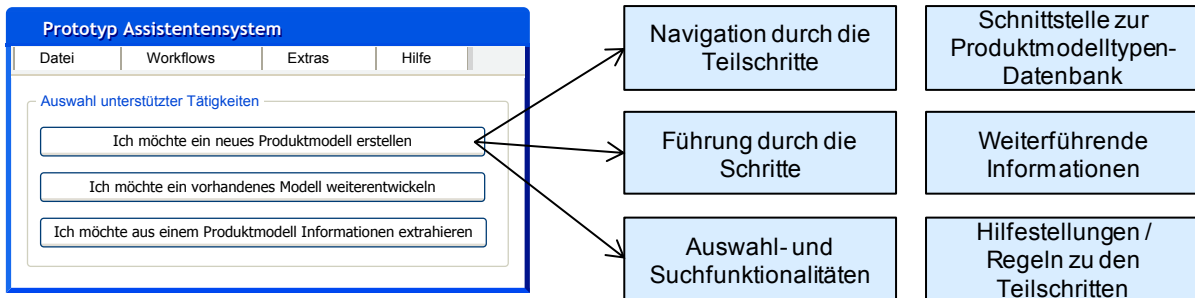 Prototyp Assistentensystem
Datei Workflows Extras Hilfe
Auswahl unterstützter Tätigkeiten
Ich möchte ein neues Produktmodell erstellen
Ich möchte ein vorhandenes Modell weiterentwickeln
Ich möchte aus einem Produktmodell Informationen extrahieren
Navigation durch die
Teilschritte
Schnittstelle zur
Produktmodelltypen-
Datenbank
Führung durch die
Schritte
Weiterführende
Informationen
Auswahl- und
Suchfunktionalitäten
Hilfestellungen /
Regeln zu den
Teilschritten